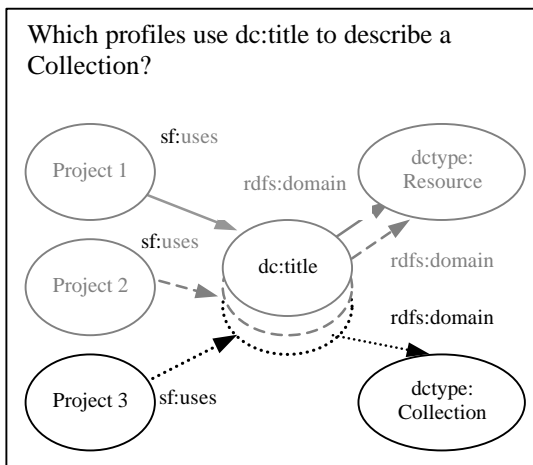 Which profiles use dc:title to describe a
Collection?
sf:uses
Project 1
dctype:
Resource
rdfs:domain
sf:uses
dc:title
Project 2
rdfs:domain
rdfs:domain
Project 3
sf:uses
dctype:
Collection